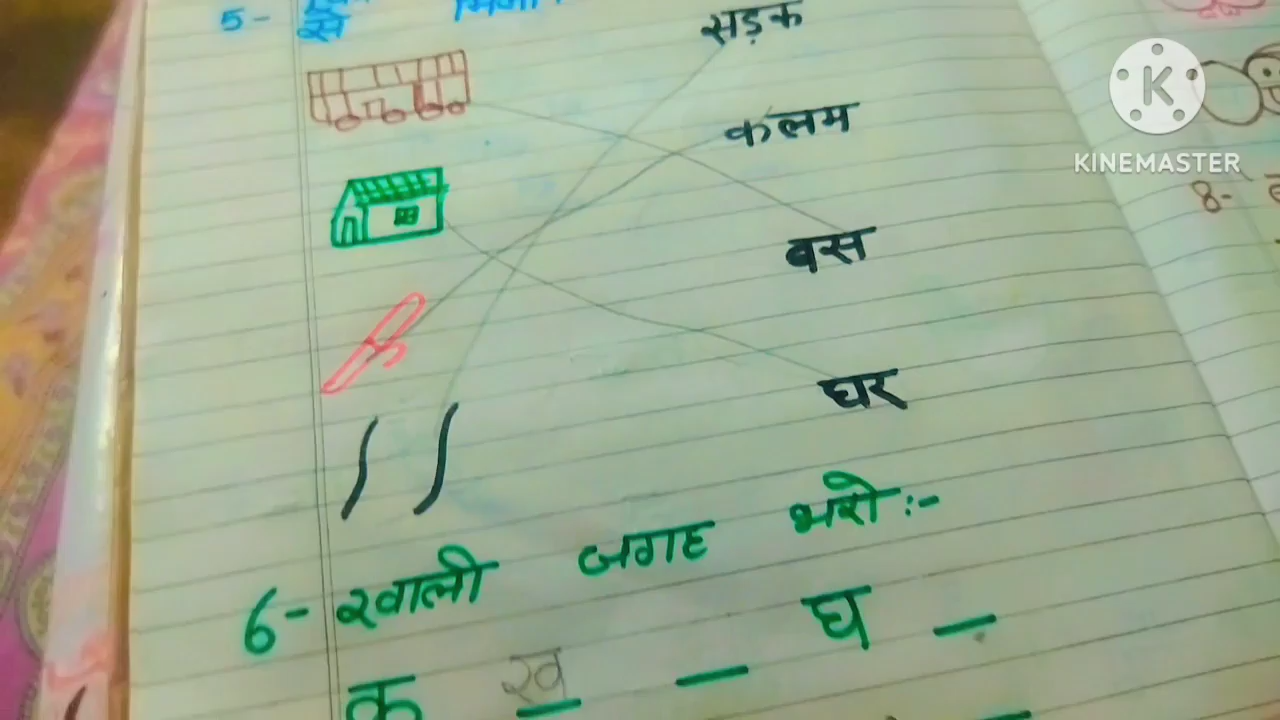 5-
से
सड़क
कलम
बस
घर
6- खाली जगह भरो :-
क ख _ घ _
8-
KINEMASTER